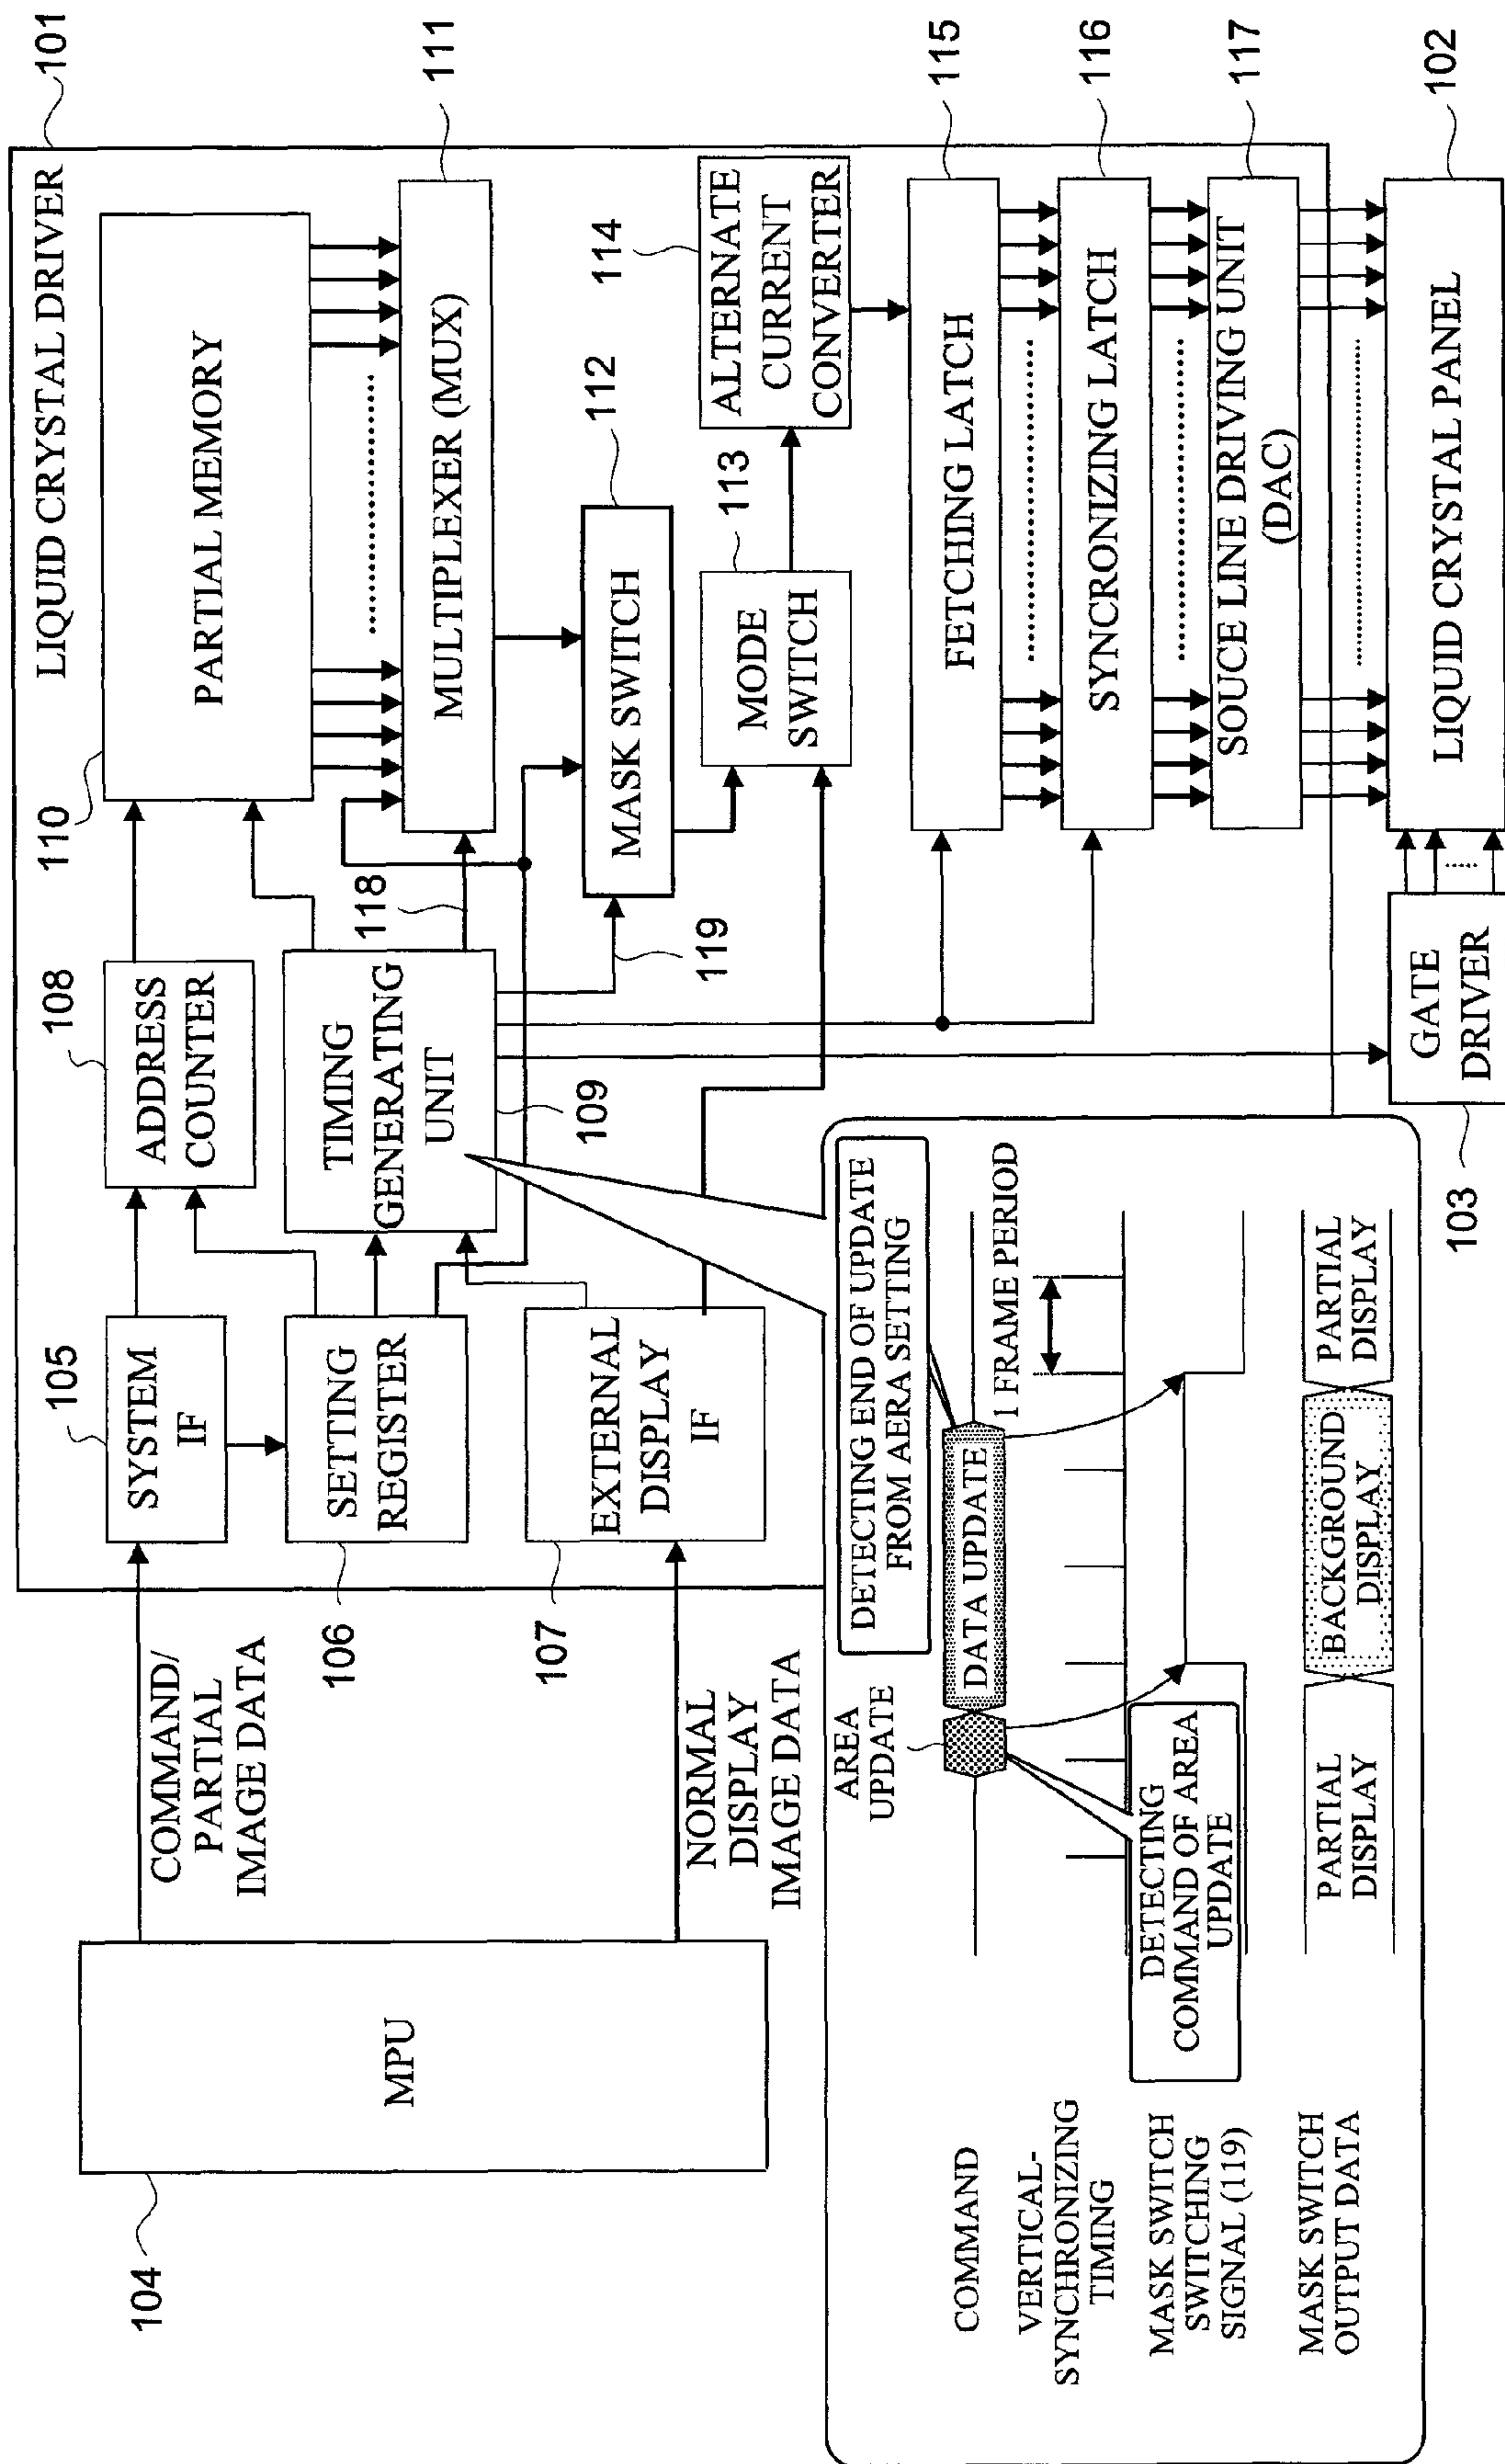 LIQUID CRYSTAL DRIVER
101
104
MPU
COMMAND/
PARTIAL
IMAGE DATA
NORMAL
DISPLAY
IMAGE DATA
105
SYSTEM
IF
106
SETTING
REGISTER
107
EXTERNAL
DISPLAY
IF
108
ADDRESS
COUNTER
TIMING
GENERATING
UNIT
109
110
PARTIAL MEMORY
118
MULTIPLEXER (MUX)
111
119
MASK SWITCH
112
MODE
SWITCH
113
ALTERNATE
CURRENT
CONVERTER
114
FETCHING LATCH
115
SYNCRONIZING LATCH
116
SOUCE LINE DRIVING UNIT
(DAC)
117
LIQUID CRYSTAL PANEL
102
GATE
DRIVER
103
DETECTING END OF UPDATE
FROM AERA SETTING
AREA
UPDATE
COMMAND
DATA UPDATE
1 FRAME PERIOD
VERTICAL-
SYNCHRONIZING
TIMING
MASK SWITCH
SWITCHING
SIGNAL (119)
DETECTING
COMMAND OF AREA
UPDATE
MASK SWITCH
OUTPUT DATA
PARTIAL
DISPLAY
BACKGROUND
DISPLAY
PARTIAL
DISPLAY